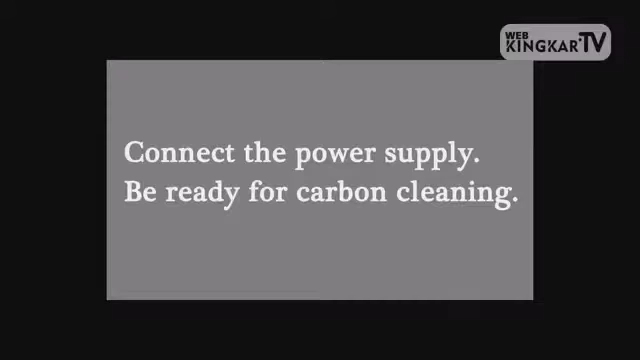 WEB
KINGKAR.TV
Connect the power supply.
Be ready for carbon cleaning.